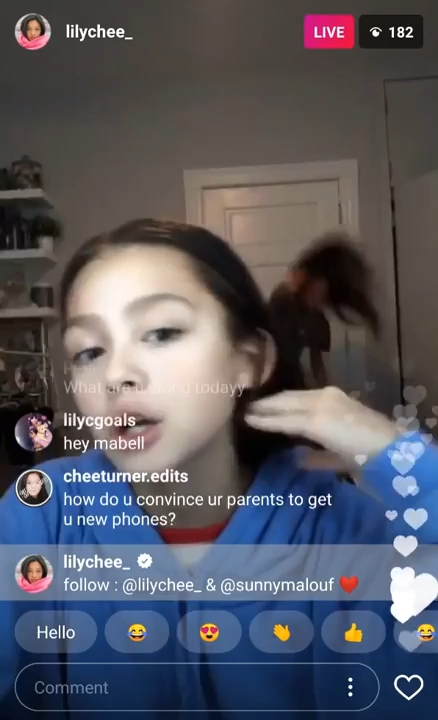 lilychee_
LIVE
182
What are u doing todayy
lilycgoals
hey mabell
cheeturner.edits
how do u convince ur parents to get
u new phones?
lilychee_
follow : @lilychee_ & @sunnymalouf ❤️
Hello 😂 😍 👋 👍 😂
Comment